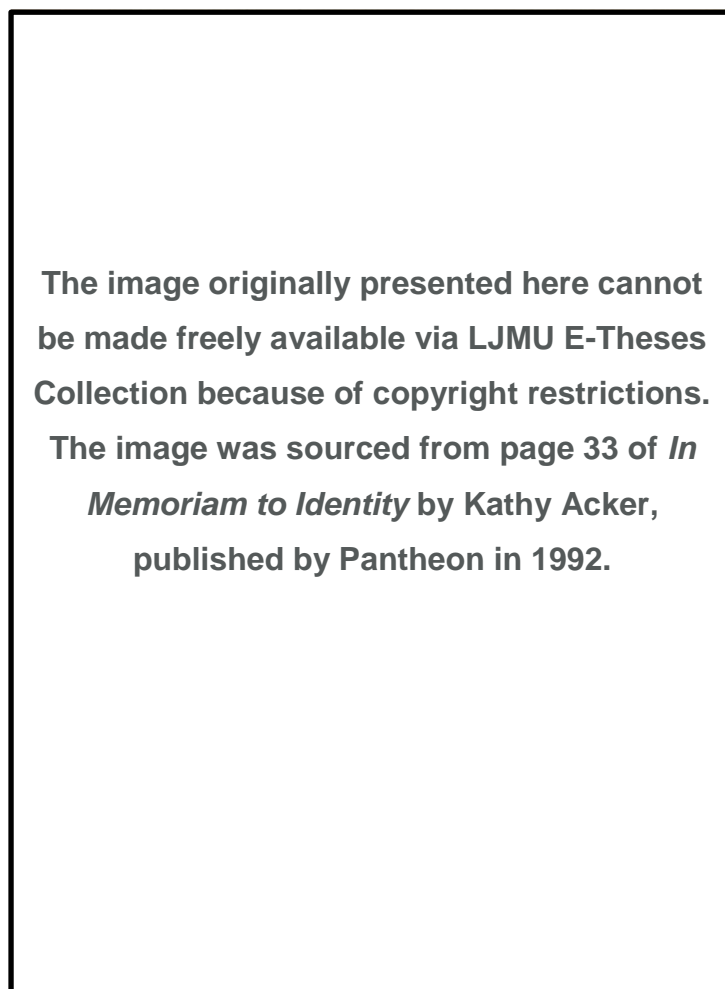 The image originally presented here cannot
be made freely available via LJMU E-Theses
Collection because of copyright restrictions.
The image was sourced from page 33 of In
Memoriam to Identity by Kathy Acker,
published by Pantheon in 1992.